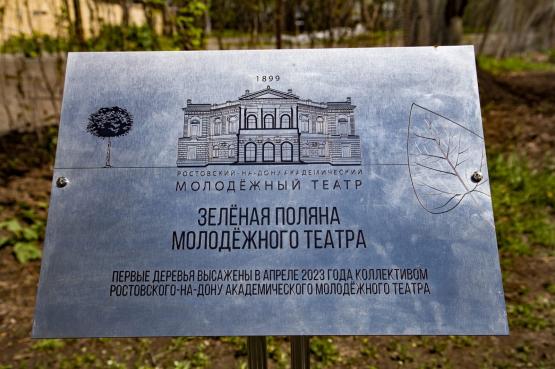 1899
РОСТОВСКИЙ-НА-ДОНУ АКАДЕМИЧЕСКИЙ
МОЛОДЁЖНЫЙ ТЕАТР
ЗЕЛЁНАЯ ПОЛЯНА
МОЛОДЁЖНОГО ТЕАТРА
ПЕРВЫЕ ДЕРЕВЬЯ ВЫСАЖЕНЫ В АПРЕЛЕ 2023 ГОДА КОЛЛЕКТИВОМ
РОСТОВСКОГО-НА-ДОНУ АКАДЕМИЧЕСКОГО МОЛОДЁЖНОГО ТЕАТРА